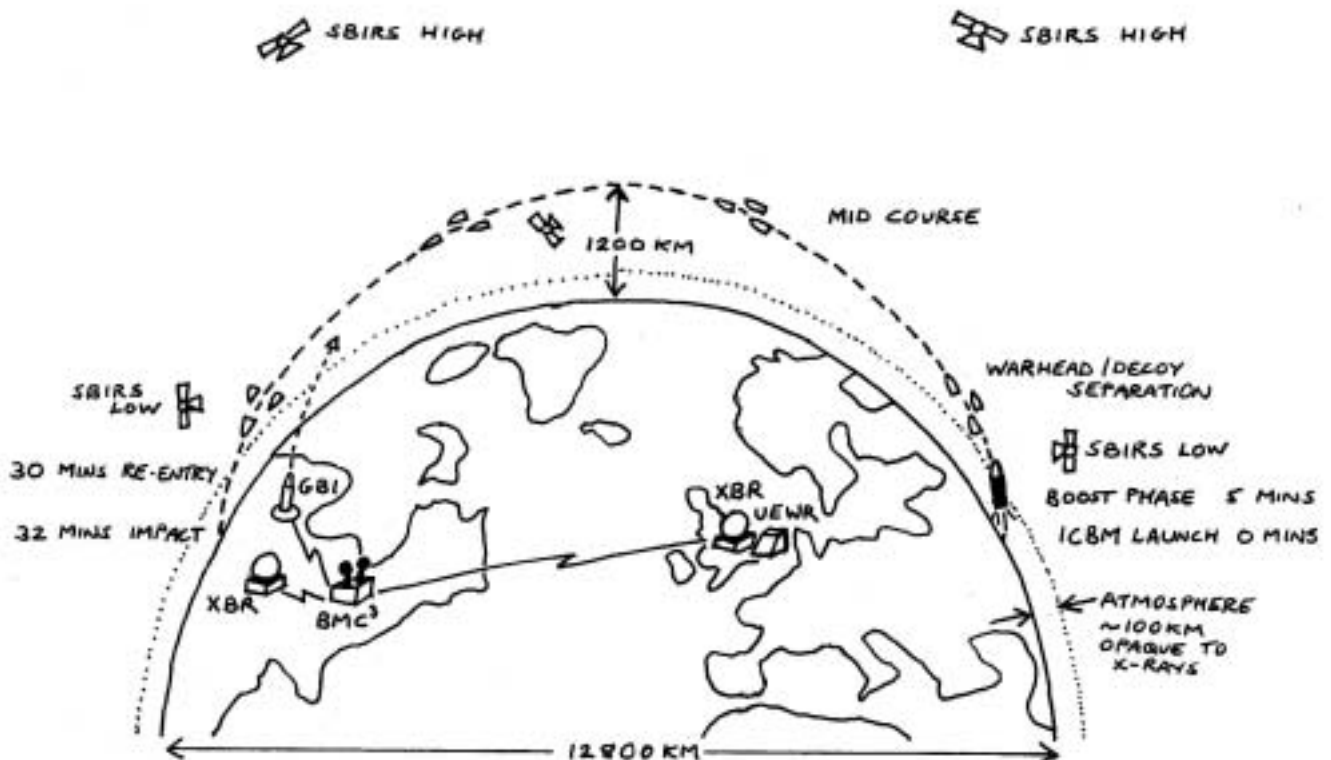 SBIRS HIGH
SBIRS HIGH
MID COURSE
1200 KM
WARHEAD/DECOY
SEPARATION
SBIRS
LOW
SBIRS LOW
30 MINS RE-ENTRY
GBI
XBR
UEWR
BOOST PHASE 5 MINS
32 MINS IMPACT
ICBM LAUNCH 0 MINS
XBR
BMC³
ATMOSPHERE
~100KM
OPAQUE TO
X-RAYS
12800 KM